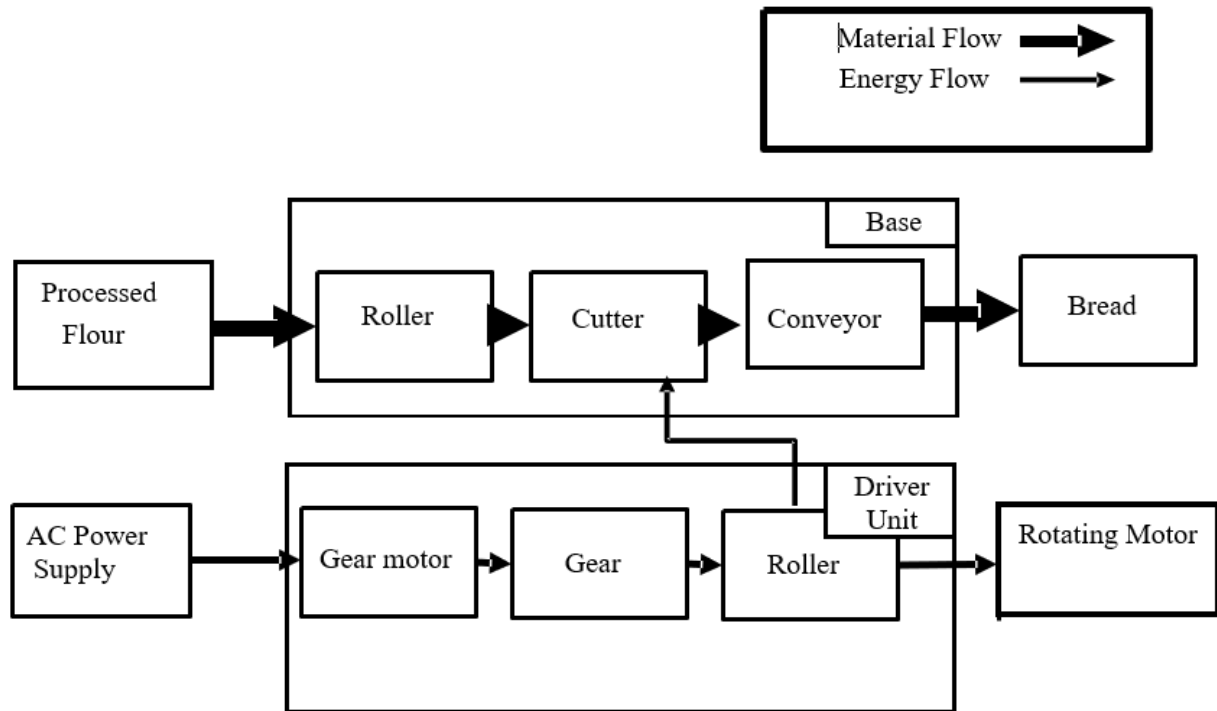 Material Flow
Energy Flow
Base
Processed
Flour
Roller
Cutter
Conveyor
Bread
Driver
Unit
AC Power
Supply
Gear motor
Gear
Roller
Rotating Motor